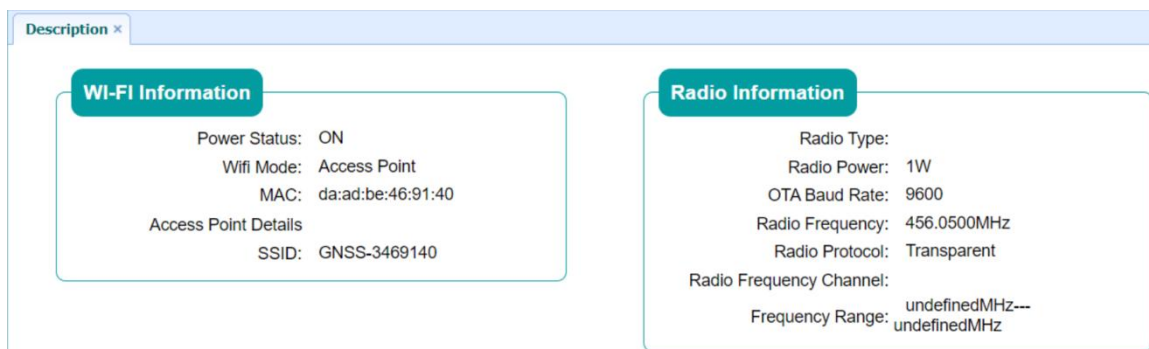 Description ×
WI-FI Information
Power Status: ON
Wifi Mode: Access Point
MAC: da:ad:be:46:91:40
Access Point Details
SSID: GNSS-3469140
Radio Information
Radio Type:
Radio Power: 1W
OTA Baud Rate: 9600
Radio Frequency: 456.0500MHz
Radio Protocol: Transparent
Radio Frequency Channel:
Frequency Range: undefinedMHz---
undefinedMHz